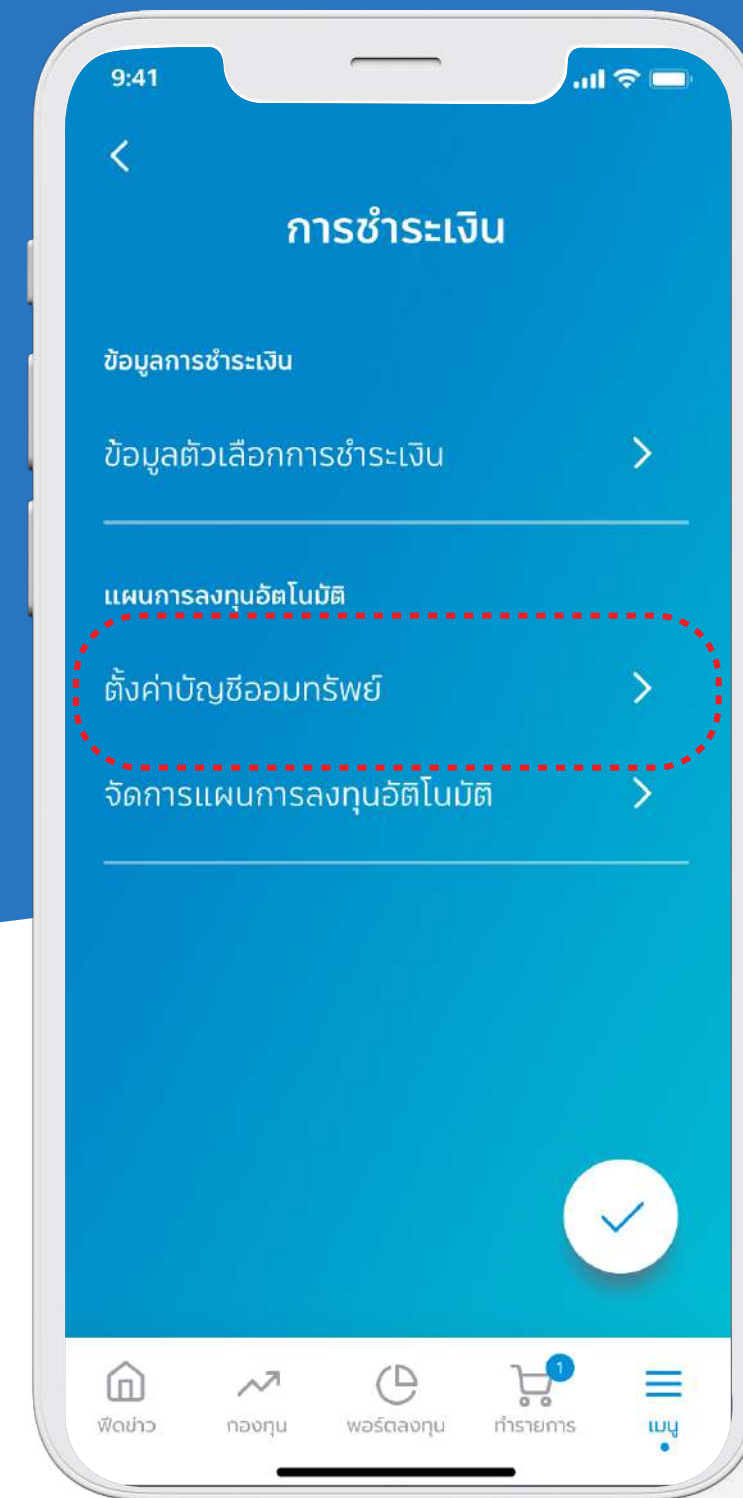 9:41
การชำระเงิน
ข้อมูลการชำระเงิน
ข้อมูลตัวเลือกการชำระเงิน
แผนการลงทุนอัตโนมัติ
ตั้งค่าบัญชีออมทรัพย์
จัดการแผนการลงทุนอัติโนมัติ
1
ฟีดข่าว กองทุน พอร์ตลงทุน ทำรายการ เมนู